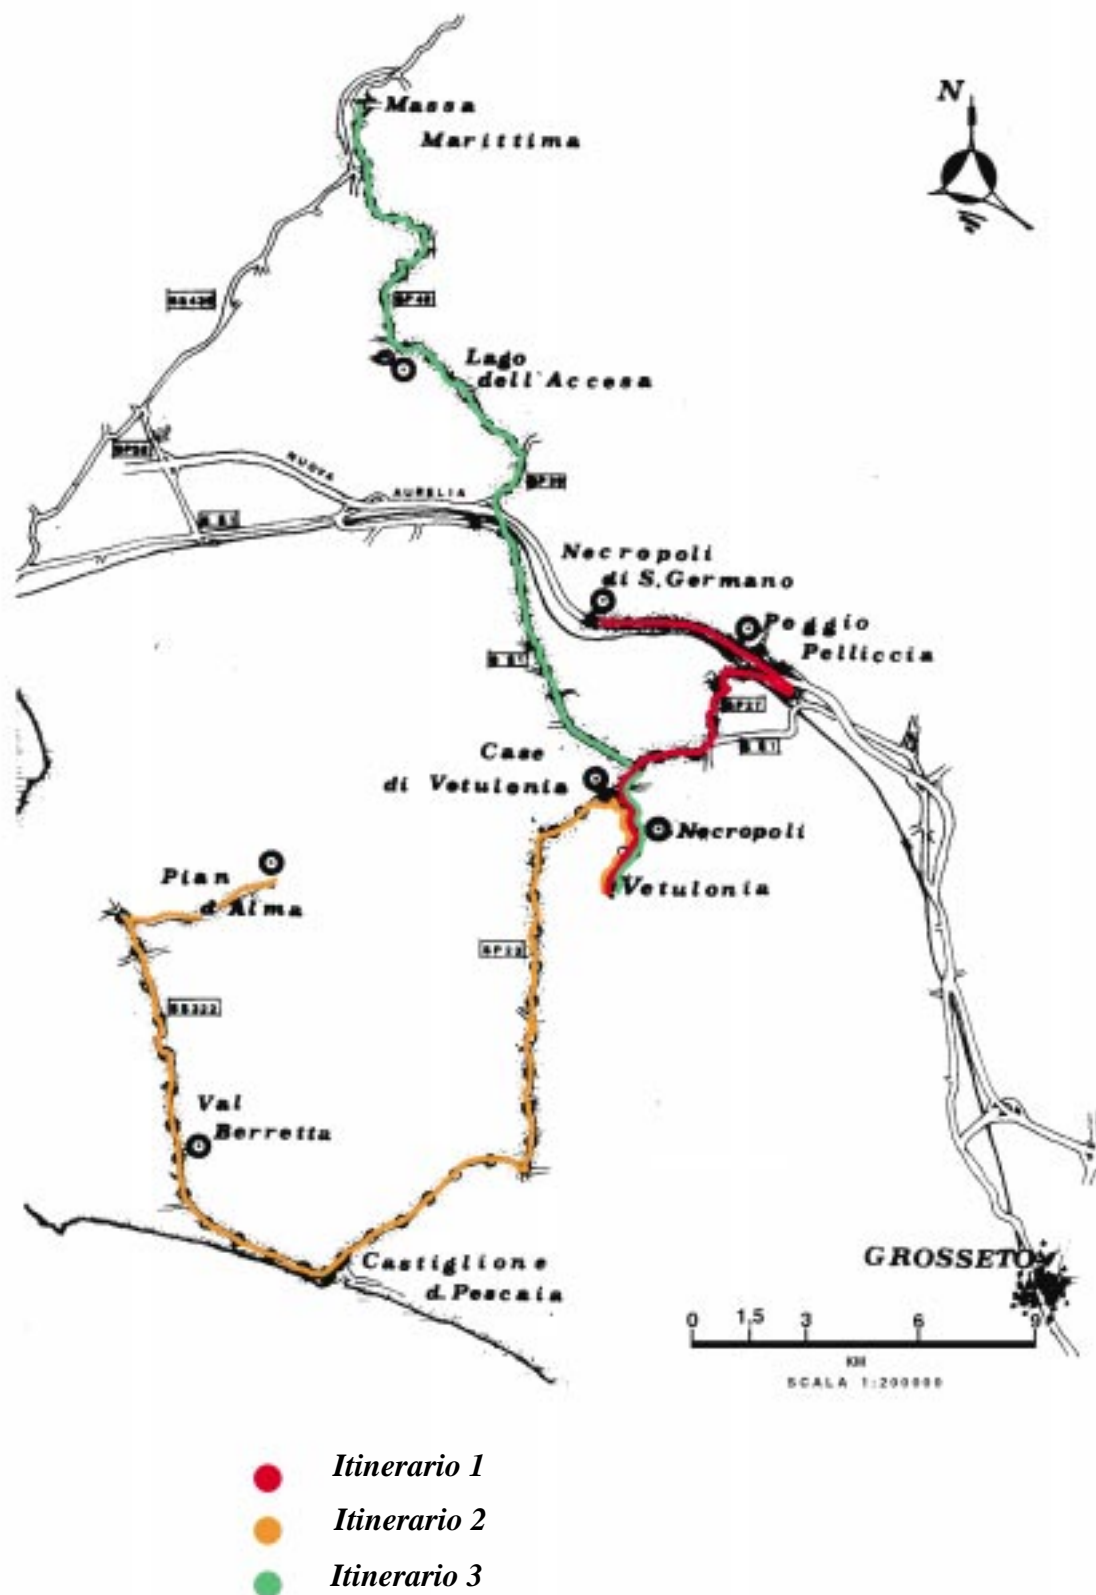 N
Massa
Marittima
Lago
dell'Accesa
NUOVA
AURELIA
Necropoli
di S. Germano
Poggio
Pelliccia
SP27
Case
di Vetulonia
Necropoli
Vetulonia
Pian
d'Alma
SS322
Val
Berretta
Castiglione
d. Pescaia
GROSSETO
0 1,5 3 6 9
KM
SCALA 1:200000
Itinerario 1
Itinerario 2
Itinerario 3